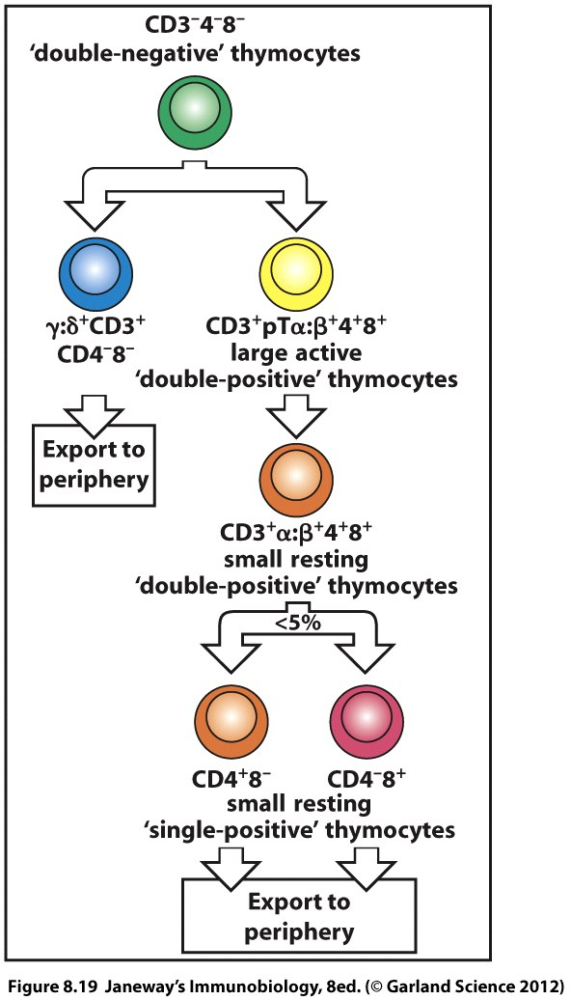 CD3⁻4⁻8⁻
‘double-negative’ thymocytes
γ:δ⁺CD3⁺
CD4⁻8⁻
CD3⁺pTα:β⁺4⁺8⁺
large active
‘double-positive’ thymocytes
Export to
periphery
CD3⁺α:β⁺4⁺8⁺
small resting
‘double-positive’ thymocytes
<5%
CD4⁺8⁻
CD4⁻8⁺
small resting
‘single-positive’ thymocytes
Export to
periphery
Figure 8.19 Janeway’s Immunobiology, 8ed. (© Garland Science 2012)